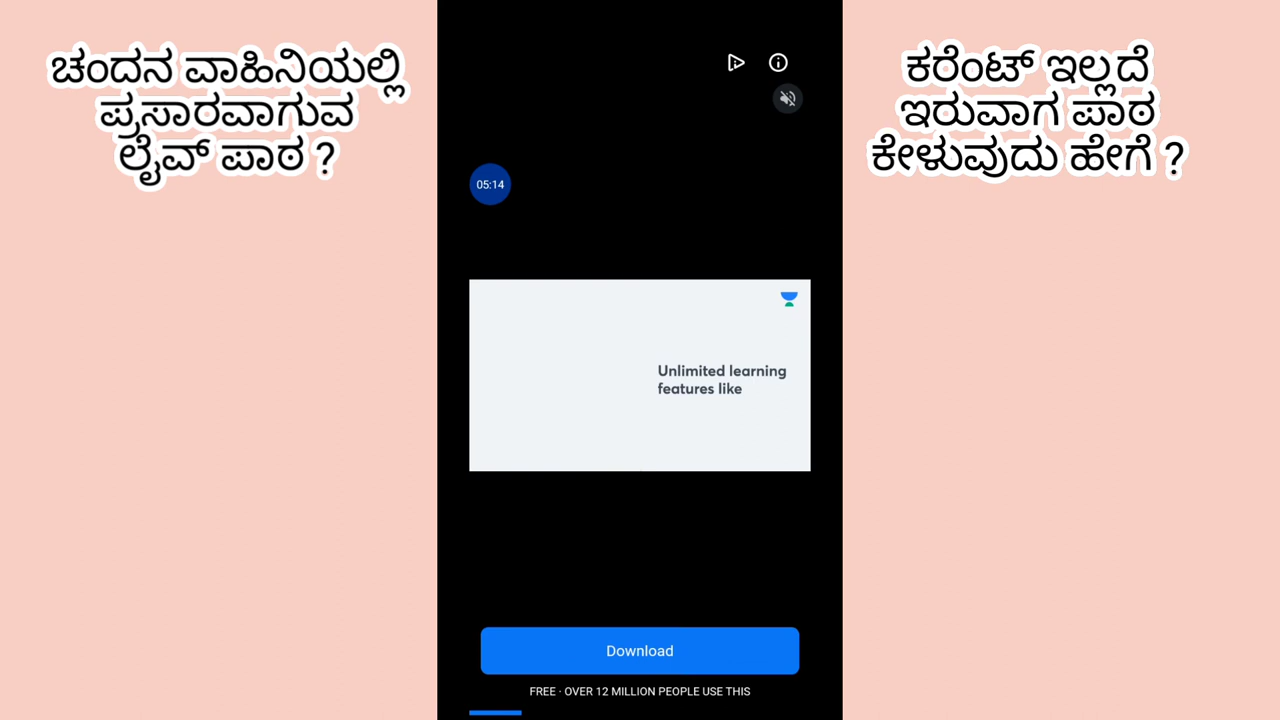 ಚಂದನ ವಾಹಿನಿಯಲ್ಲಿ
ಪ್ರಸಾರವಾಗುವ
ಲೈವ್ ಪಾಠ ?
ಕರೆಂಟ್ ಇಲ್ಲದೆ
ಇರುವಾಗ ಪಾಠ
ಕೇಳುವುದು ಹೇಗೆ ?
05:14
Unlimited learning
features like
Download
FREE · OVER 12 MILLION PEOPLE USE THIS